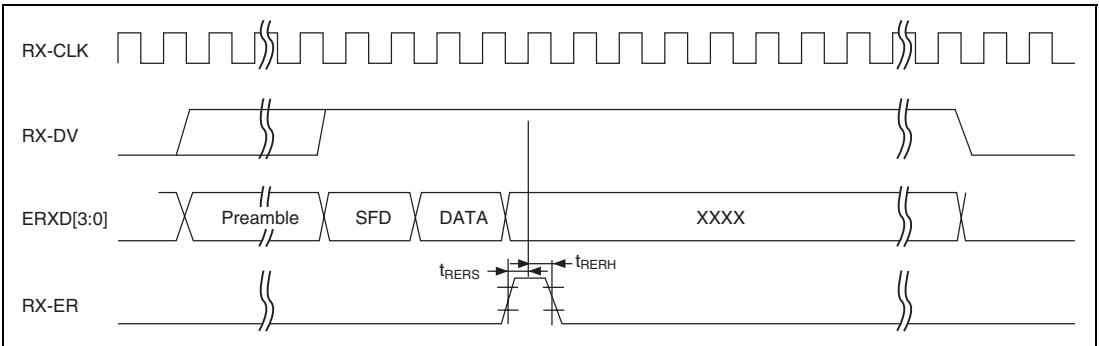 RX-CLK
RX-DV
ERXD[3:0]
Preamble
SFD
DATA
XXXX
tRERS
tRERH
RX-ER